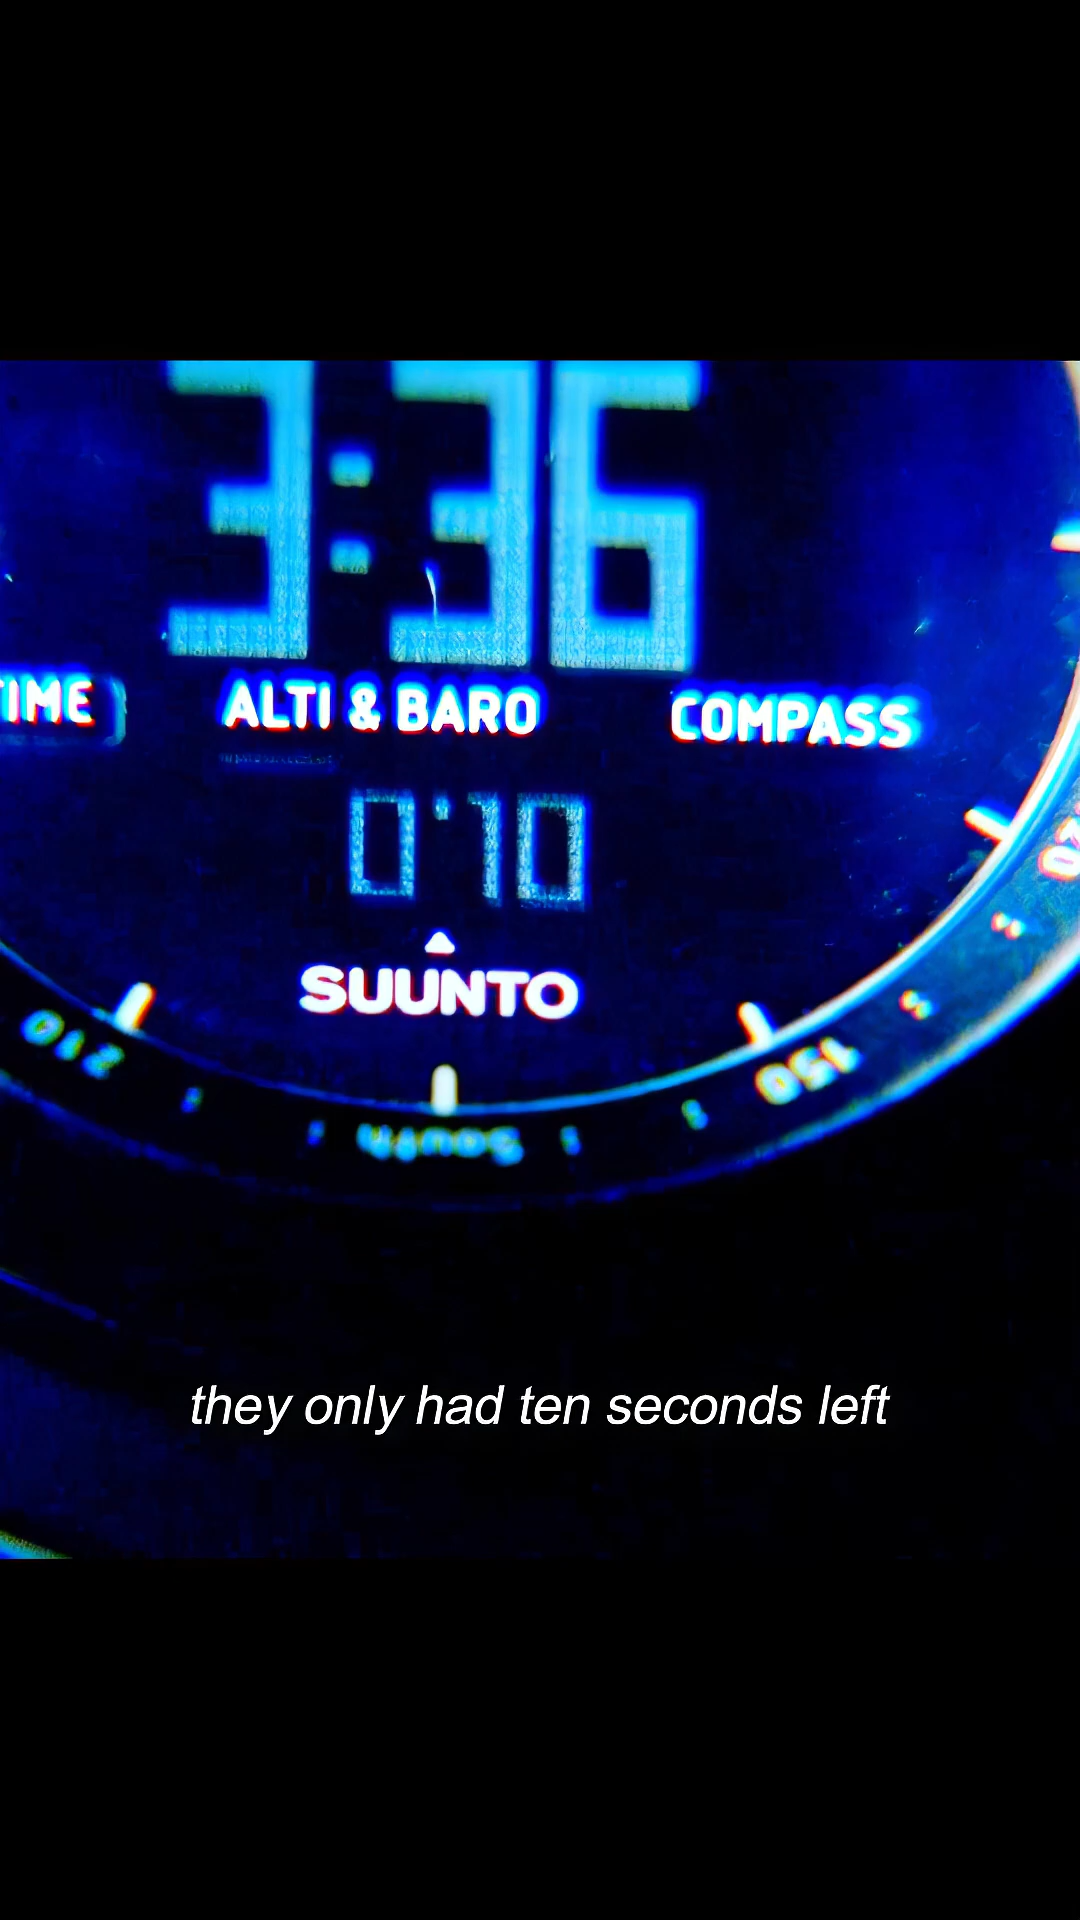 3:36
TIME ALTI & BARO COMPASS
0'10
SUUNTO
210 South 150
they only had ten seconds left